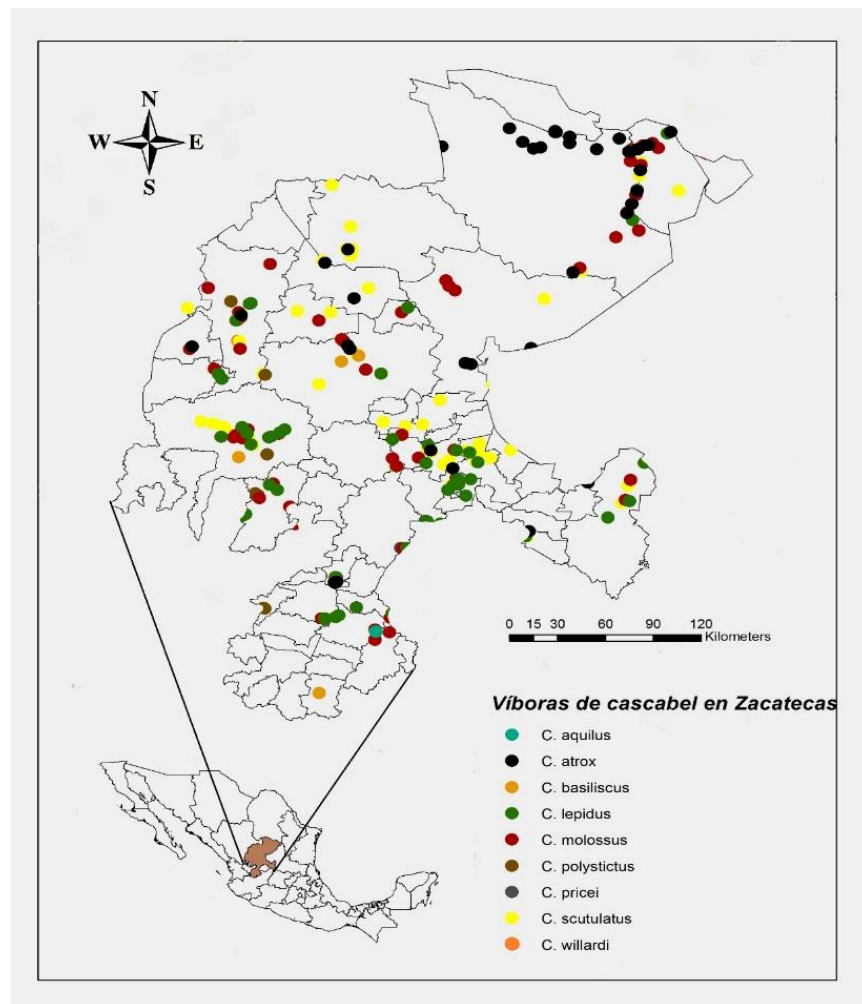 N
W E
S
0 15 30 60 90 120
Kilometers
Víboras de cascabel en Zacatecas
C. aquilus
C. atrox
C. basiliscus
C. lepidus
C. molossus
C. polystictus
C. pricei
C. scutulatus
C. willardi